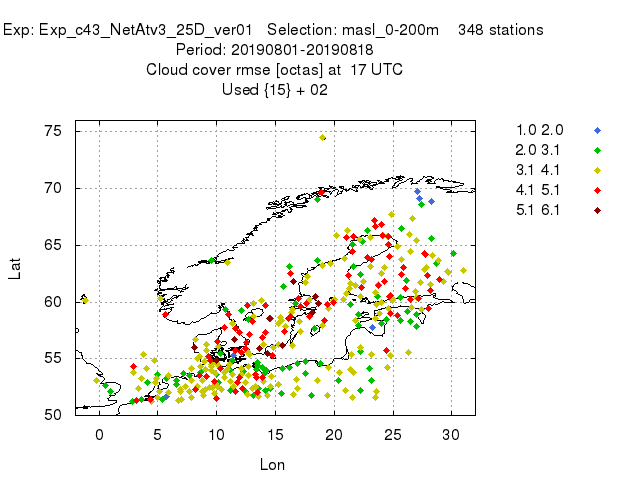 Exp: Exp_c43_NetAtv3_25D_ver01 Selection: masl_0-200m 348 stations
Period: 20190801-20190818
Cloud cover rmse [octas] at 17 UTC
Used {15} + 02
1.0 2.0
2.0 3.1
3.1 4.1
4.1 5.1
5.1 6.1
75
70
65
60
55
50
Lat
0 5 10 15 20 25 30
Lon